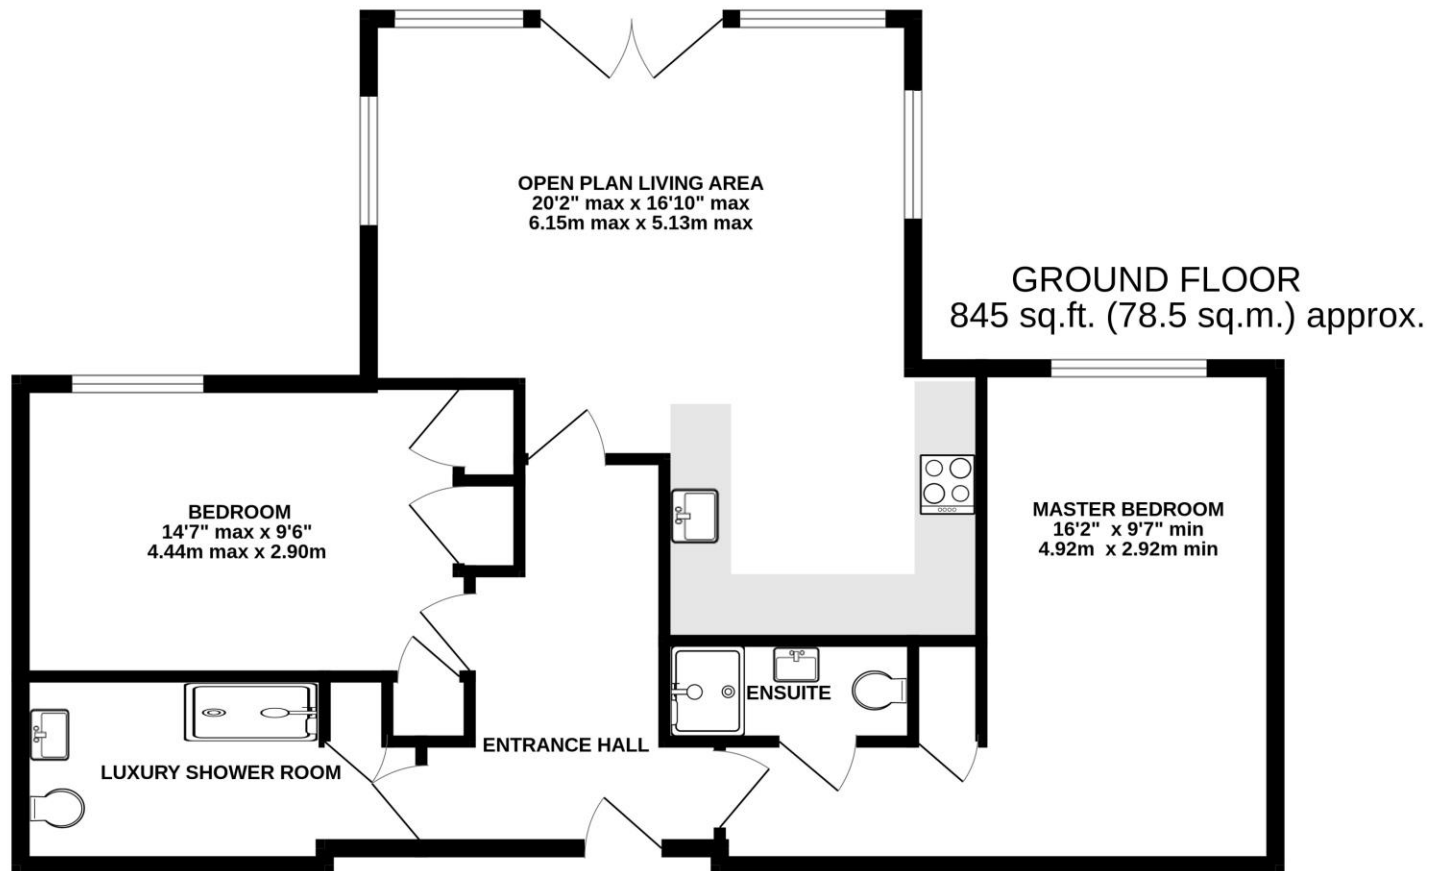 OPEN PLAN LIVING AREA
20'2" max x 16'10" max
6.15m max x 5.13m max
GROUND FLOOR
845 sq.ft. (78.5 sq.m.) approx.
BEDROOM
14'7" max x 9'6"
4.44m max x 2.90m
MASTER BEDROOM
16'2" x 9'7" min
4.92m x 2.92m min
ENSUITE
ENTRANCE HALL
LUXURY SHOWER ROOM